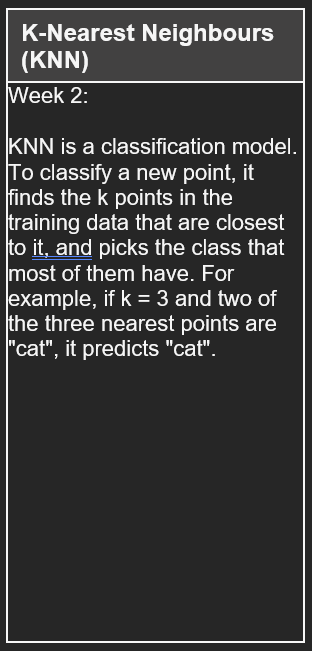 K-Nearest Neighbours
(KNN)
Week 2:
KNN is a classification model.
To classify a new point, it
finds the k points in the
training data that are closest
to it, and picks the class that
most of them have. For
example, if k = 3 and two of
the three nearest points are
"cat", it predicts "cat".